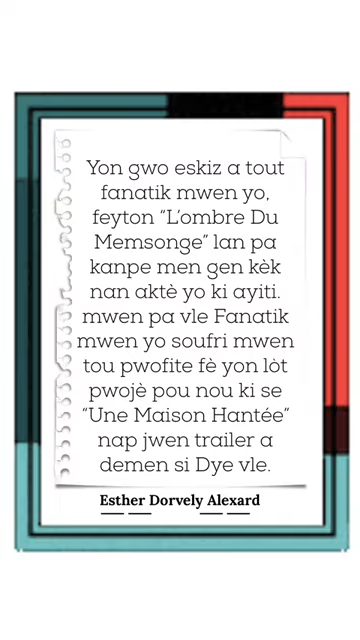 Yon gwo eskiz a tout
fanatik mwen yo,
feyton "L'ombre Du
Memsonge" lan pa
kanpe men gen kèk
nan aktè yo ki ayiti.
mwen pa vle Fanatik
mwen yo soufri mwen
tou pwofite fè yon lòt
pwojè pou nou ki se
"Une Maison Hantée"
nap jwen trailer a
demen si Dye vle.
Esther Dorvely Alexard